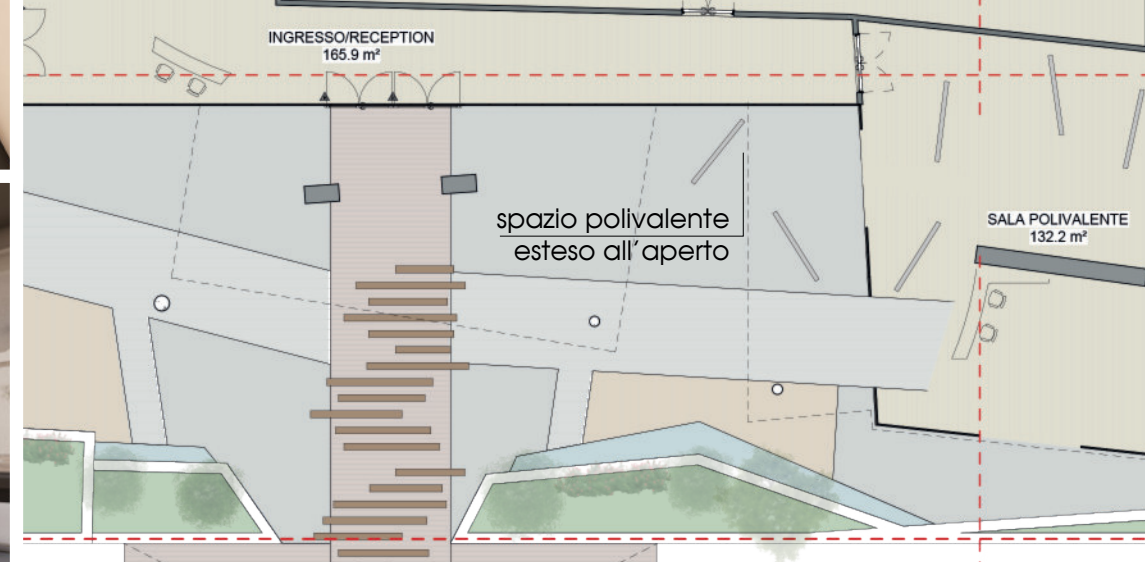 INGRESSO/RECEPTION
165.9 m²
spazio polivalente
esteso all'aperto
SALA POLIVALENTE
132.2 m²